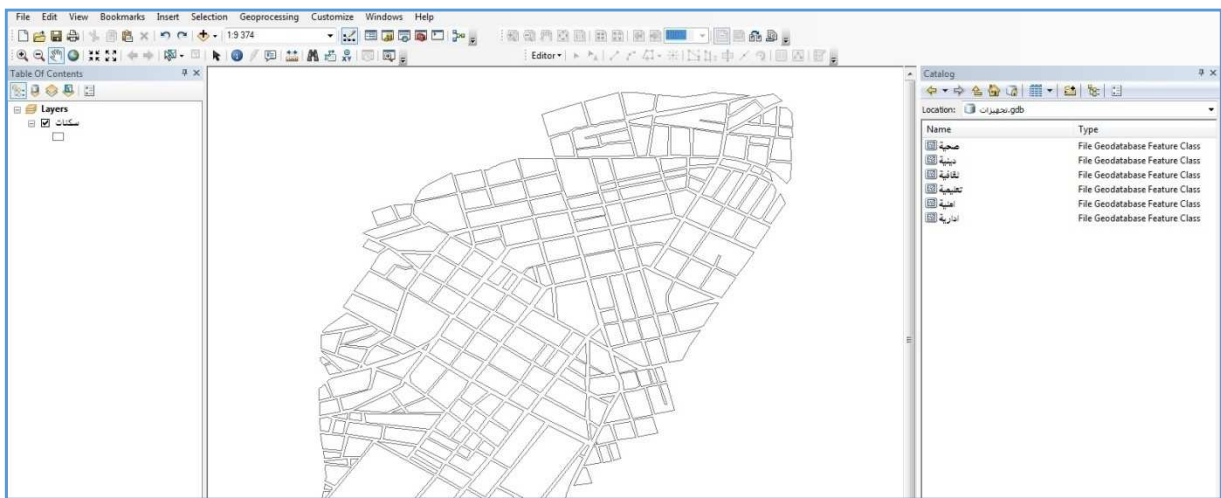 File Edit View Bookmarks Insert Selection Geoprocessing Customize Windows Help
1:9 374
Editor
Table Of Contents
Layers
سكنات
Catalog
Location: تجهيزات.gdb
Name Type
صحية File Geodatabase Feature Class
دينية File Geodatabase Feature Class
ثقافية File Geodatabase Feature Class
تعليمية File Geodatabase Feature Class
امنية File Geodatabase Feature Class
ادارية File Geodatabase Feature Class